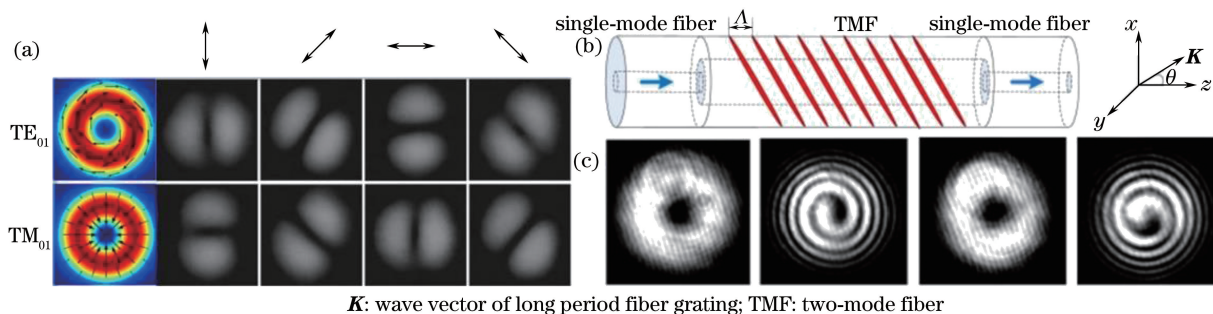 (a)
TE01
TM01
(b)
single-mode fiber Λ TMF single-mode fiber
x
K
θ
z
y
(c)
K: wave vector of long period fiber grating; TMF: two-mode fiber